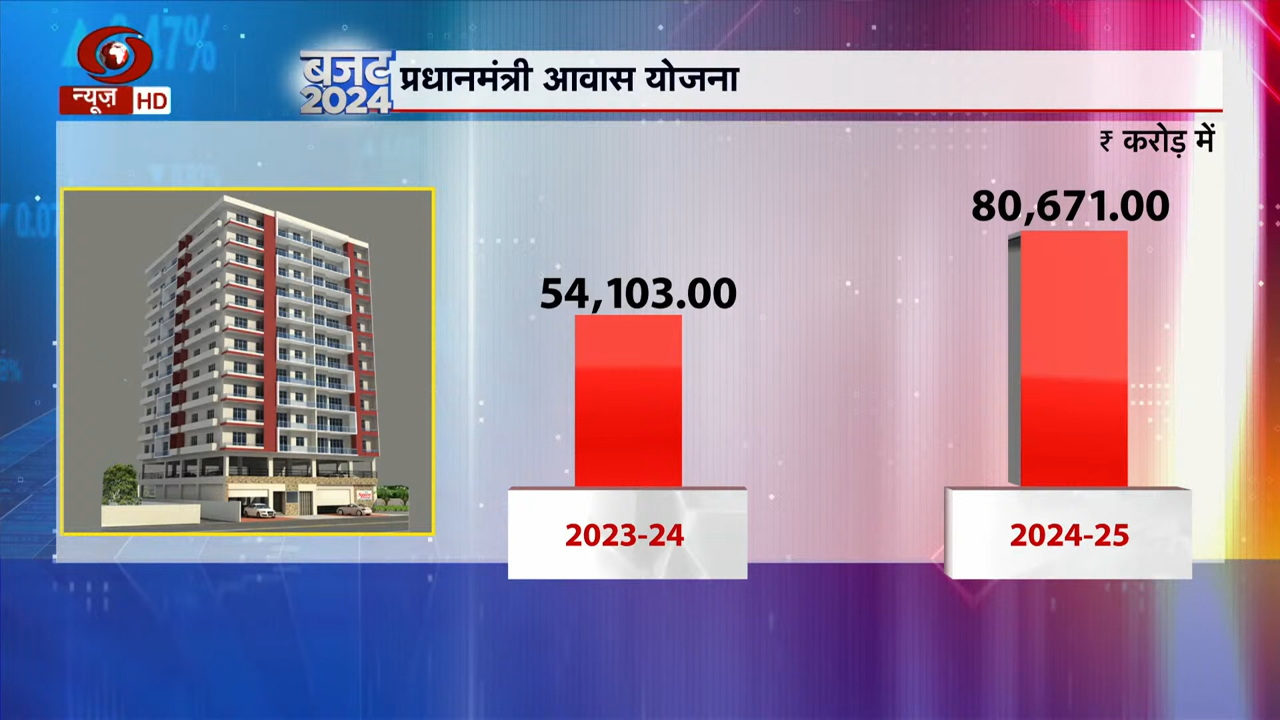 न्यूज़ HD
बजट
2024
प्रधानमंत्री आवास योजना
₹ करोड़ में
54,103.00
80,671.00
2023-24
2024-25